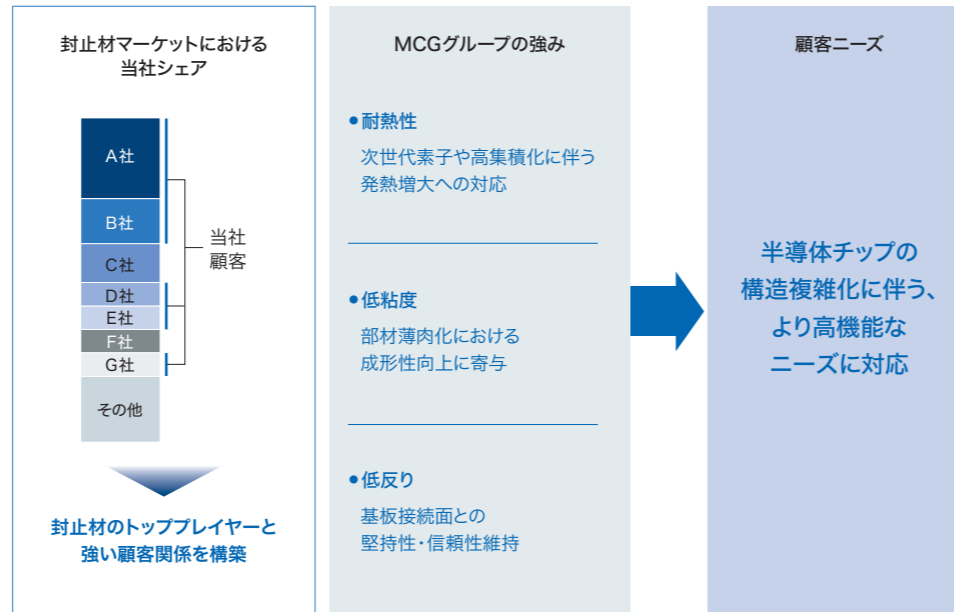 封止材マーケットにおける
当社シェア
A社
B社
C社
D社
E社
F社
G社
その他
当社
顧客
封止材のトッププレイヤーと
強い顧客関係を構築
MCGグループの強み
●耐熱性
次世代素子や高集積化に伴う
発熱増大への対応
●低粘度
部材薄肉化における
成形性向上に寄与
●低反り
基板接続面との
堅持性・信頼性維持
顧客ニーズ
半導体チップの
構造複雑化に伴う、
より高機能な
ニーズに対応